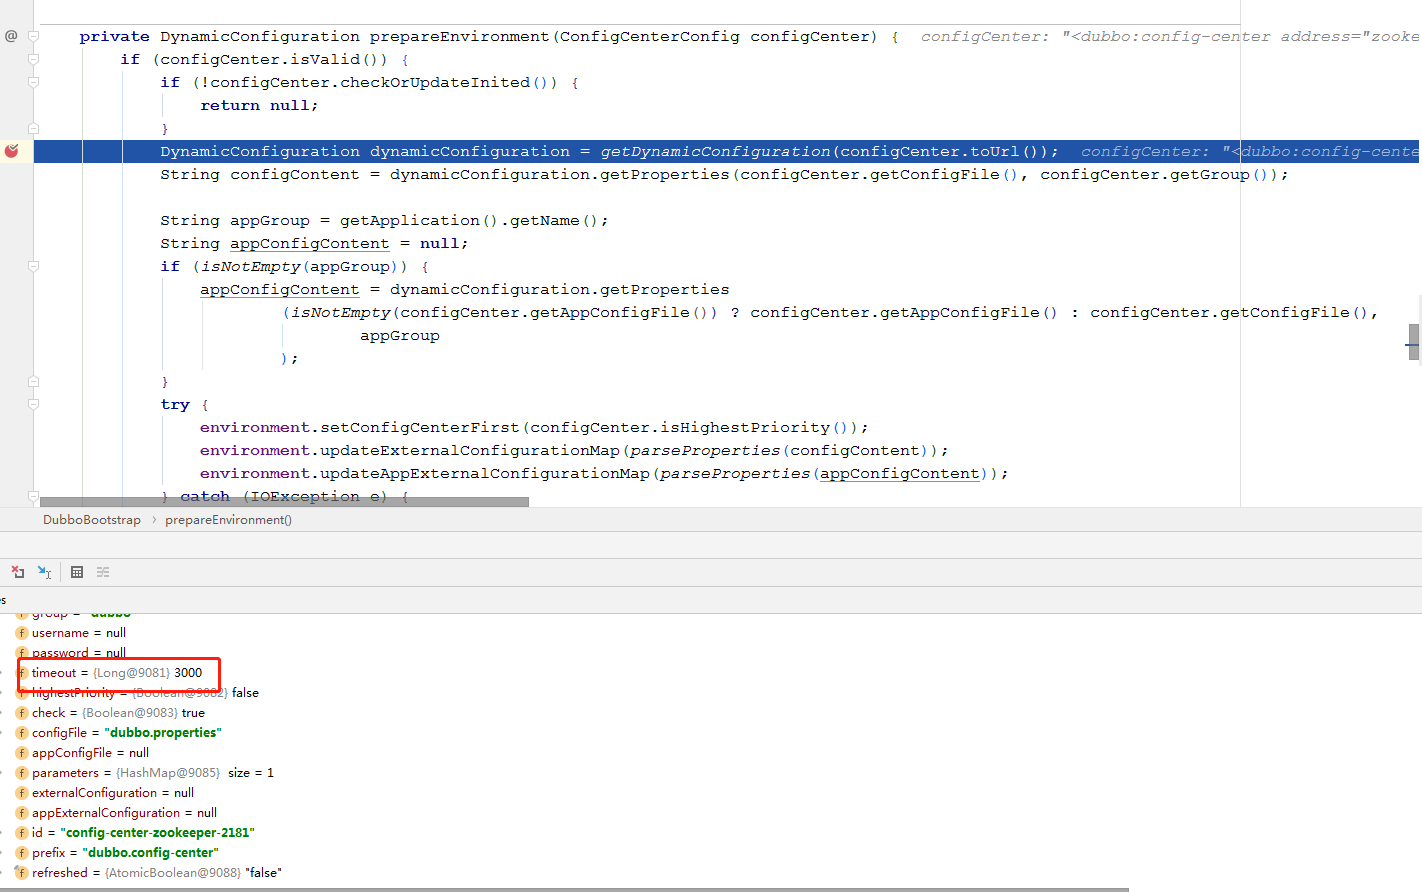 @
private DynamicConfiguration prepareEnvironment(ConfigCenterConfig configCenter) {  configCenter: "<dubbo:config-center address="zooke
if (configCenter.isValid()) {
if (!configCenter.checkOrUpdateInited()) {
return null;
}
DynamicConfiguration dynamicConfiguration = getDynamicConfiguration(configCenter.toUrl());  configCenter: "<dubbo:config-cente
String configContent = dynamicConfiguration.getProperties(configCenter.getConfigFile(), configCenter.getGroup());
String appGroup = getApplication().getName();
String appConfigContent = null;
if (isNotEmpty(appGroup)) {
appConfigContent = dynamicConfiguration.getProperties
(isNotEmpty(configCenter.getAppConfigFile()) ? configCenter.getAppConfigFile() : configCenter.getConfigFile(),
appGroup
);
}
try {
environment.setConfigCenterFirst(configCenter.isHighestPriority());
environment.updateExternalConfigurationMap(parseProperties(configContent));
environment.updateAppExternalConfigurationMap(parseProperties(appConfigContent));
} catch (IOException e) {
DubboBootstrap › prepareEnvironment()
es
f group = "dubbo"
f username = null
f password = null
f timeout = {Long@9081} 3000
f highestPriority = {Boolean@9082} false
f check = {Boolean@9083} true
f configFile = "dubbo.properties"
f appConfigFile = null
f parameters = {HashMap@9085}  size = 1
f externalConfiguration = null
f appExternalConfiguration = null
f id = "config-center-zookeeper-2181"
f prefix = "dubbo.config-center"
f refreshed = {AtomicBoolean@9088} "false"